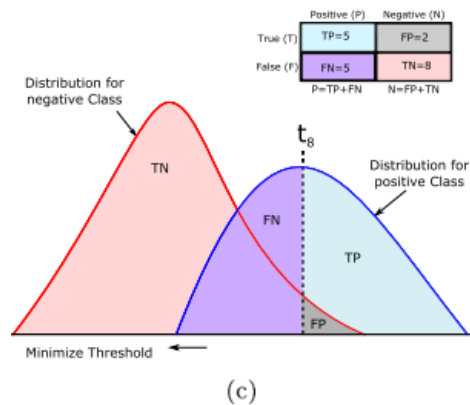 Positive (P) Negative (N)
True (T) TP=5 FP=2
False (F) FN=5 TN=8
P=TP+FN N=FP+TN
Distribution for
negative Class
t8
Distribution for
positive Class
TN
FN
TP
FP
Minimize Threshold
(c)